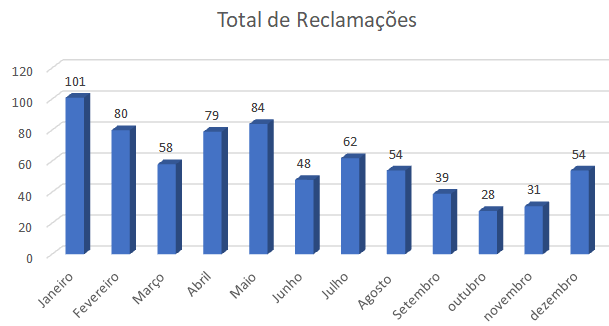 Total de Reclamações
120
100
80
60
40
20
0
101
80
58
79
84
48
62
54
39
28
31
54
Janeiro
Fevereiro
Março
Abril
Maio
Junho
Julho
Agosto
Setembro
outubro
novembro
dezembro